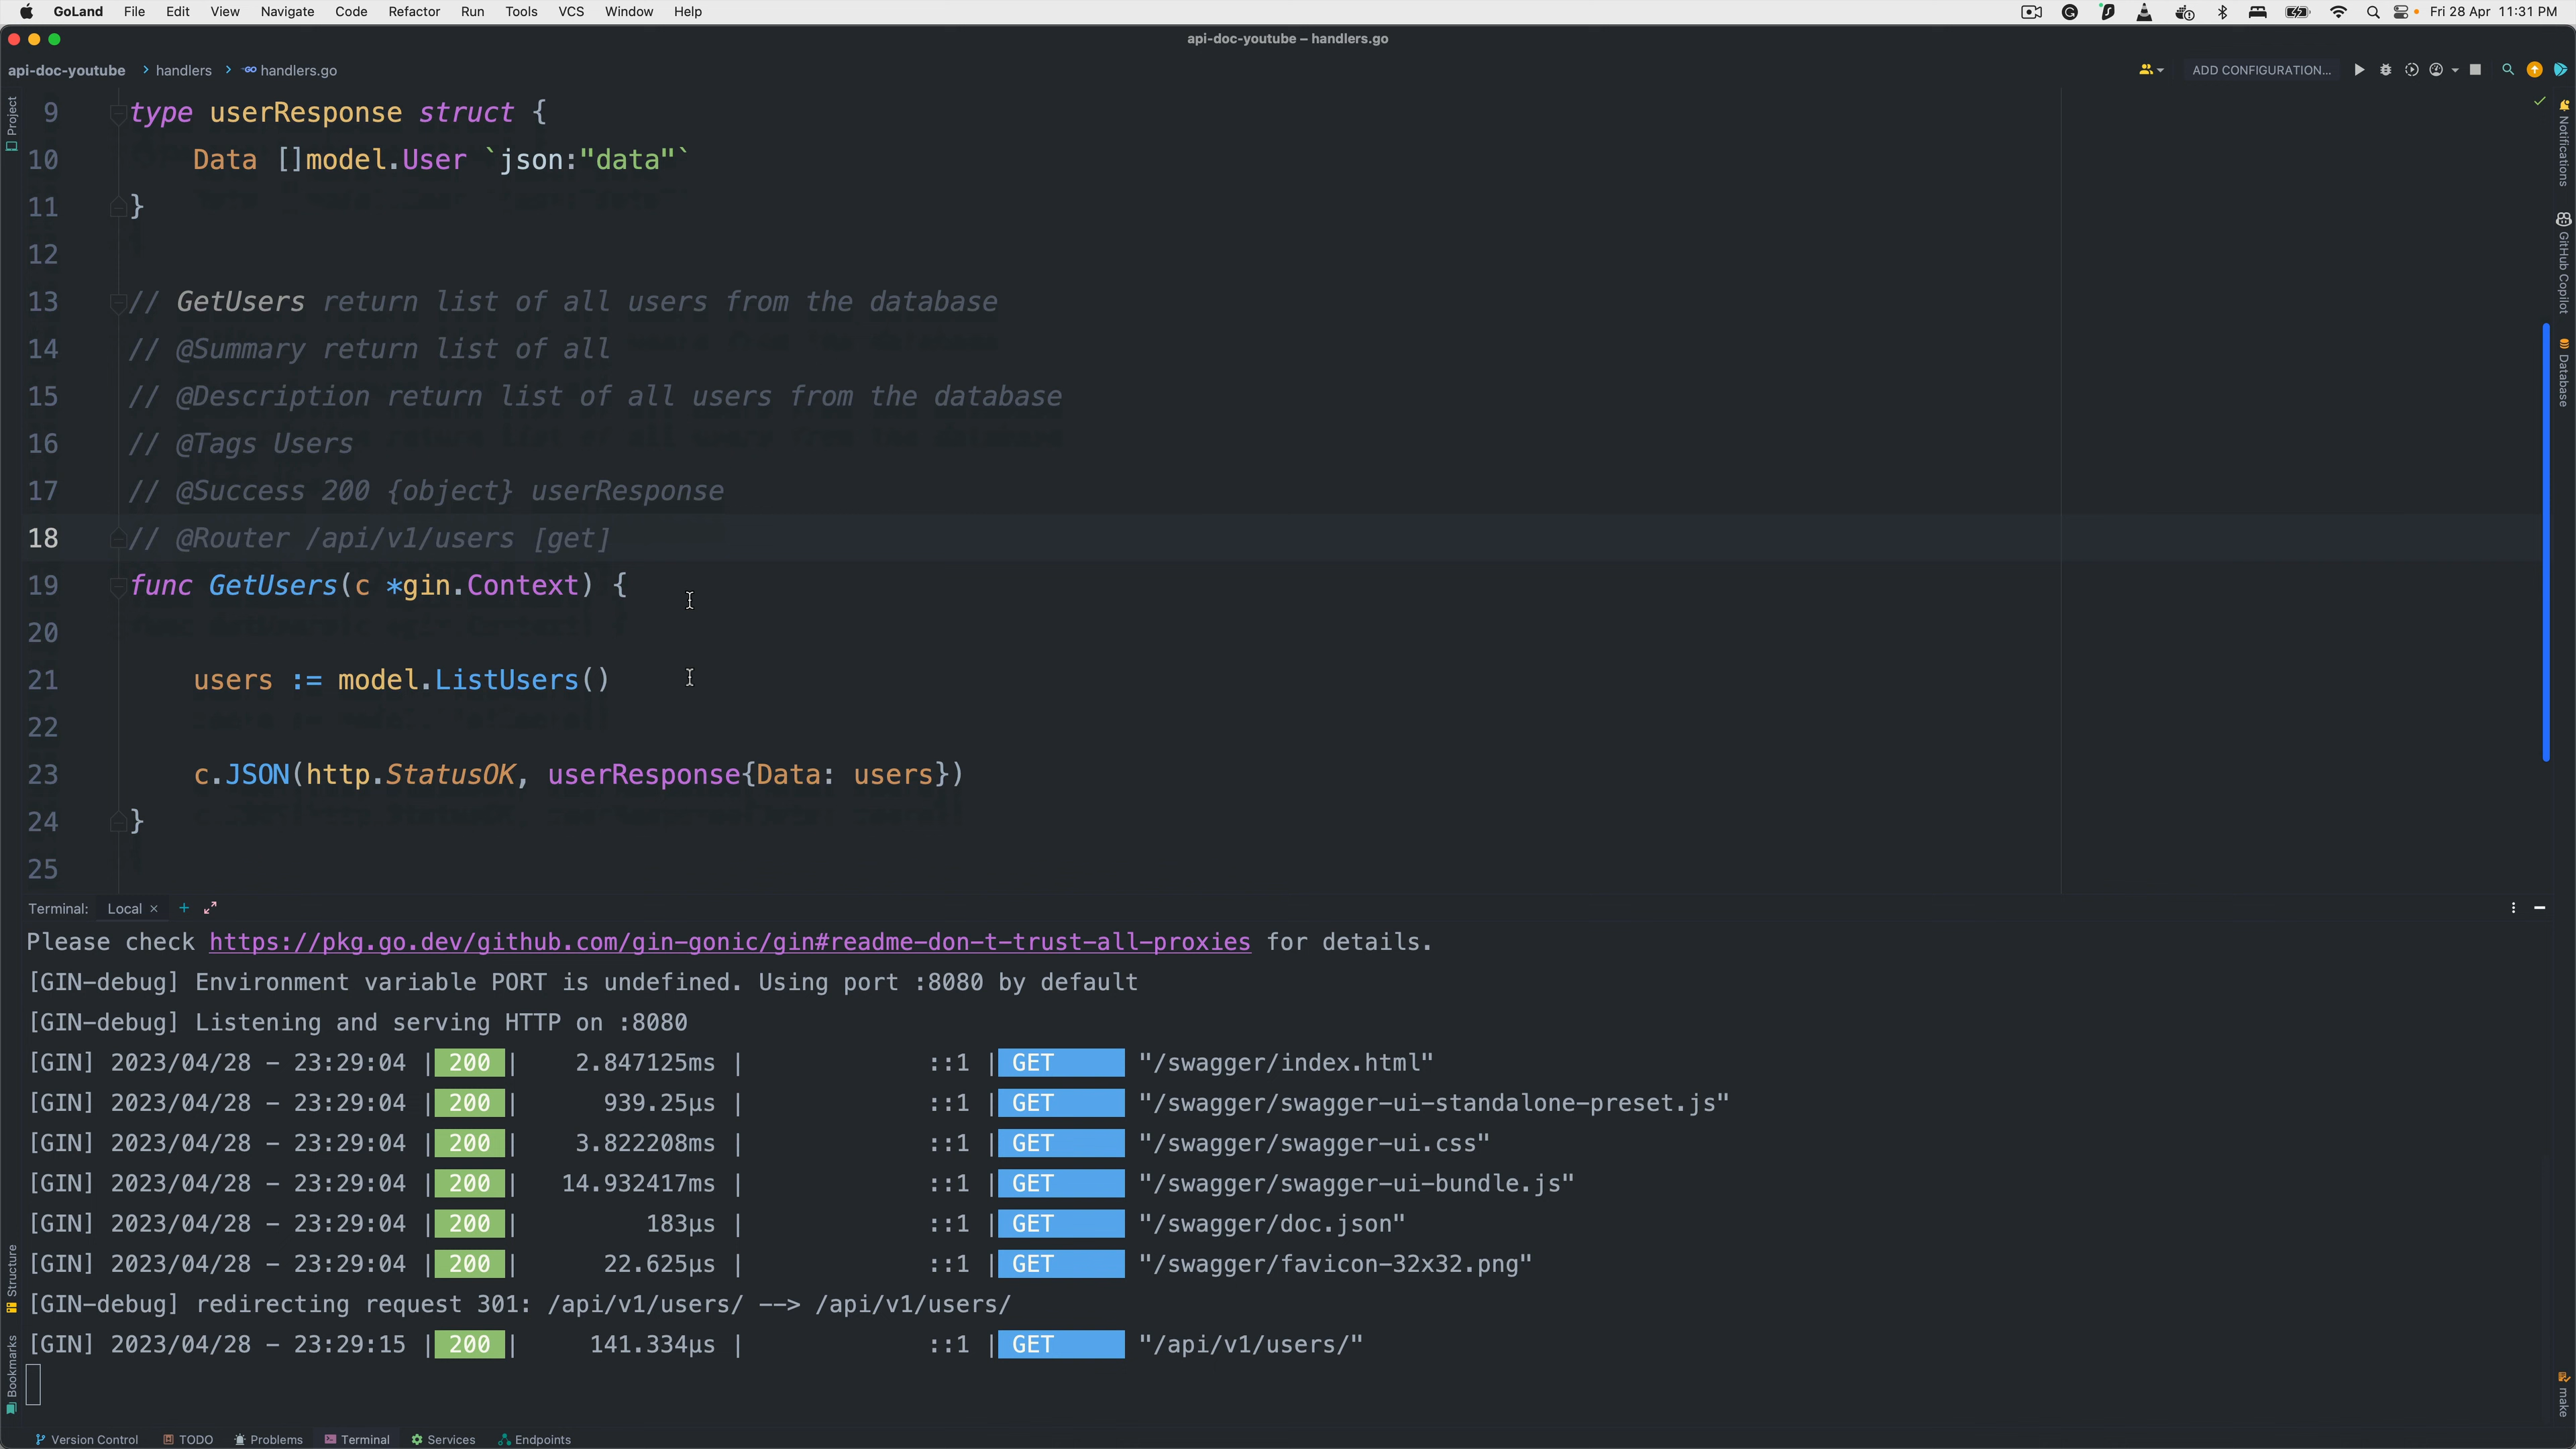 GoLand File Edit View Navigate Code Refactor Run Tools VCS Window Help Fri 28 Apr 11:31 PM
api-doc-youtube – handlers.go
api-doc-youtube handlers handlers.go ADD CONFIGURATION...
Project
Notifications
GitHub Copilot
Database
9 type userResponse struct {
10 Data []model.User `json:"data"`
11 }
12
13 // GetUsers return list of all users from the database
14 // @Summary return list of all
15 // @Description return list of all users from the database
16 // @Tags Users
17 // @Success 200 {object} userResponse
18 // @Router /api/v1/users [get]
19 func GetUsers(c *gin.Context) {
20
21 users := model.ListUsers()
22
23 c.JSON(http.StatusOK, userResponse{Data: users})
24 }
25
Terminal: Local × +
Please check https://pkg.go.dev/github.com/gin-gonic/gin#readme-don-t-trust-all-proxies for details.
[GIN-debug] Environment variable PORT is undefined. Using port :8080 by default
[GIN-debug] Listening and serving HTTP on :8080
[GIN] 2023/04/28 - 23:29:04 | 200 | 2.847125ms | ::1 | GET "/swagger/index.html"
[GIN] 2023/04/28 - 23:29:04 | 200 | 939.25µs | ::1 | GET "/swagger/swagger-ui-standalone-preset.js"
[GIN] 2023/04/28 - 23:29:04 | 200 | 3.822208ms | ::1 | GET "/swagger/swagger-ui.css"
[GIN] 2023/04/28 - 23:29:04 | 200 | 14.932417ms | ::1 | GET "/swagger/swagger-ui-bundle.js"
[GIN] 2023/04/28 - 23:29:04 | 200 | 183µs | ::1 | GET "/swagger/doc.json"
[GIN] 2023/04/28 - 23:29:04 | 200 | 22.625µs | ::1 | GET "/swagger/favicon-32x32.png"
[GIN-debug] redirecting request 301: /api/v1/users/ --> /api/v1/users/
[GIN] 2023/04/28 - 23:29:15 | 200 | 141.334µs | ::1 | GET "/api/v1/users/"
Structure
Bookmarks
make
Version Control TODO Problems Terminal Services Endpoints